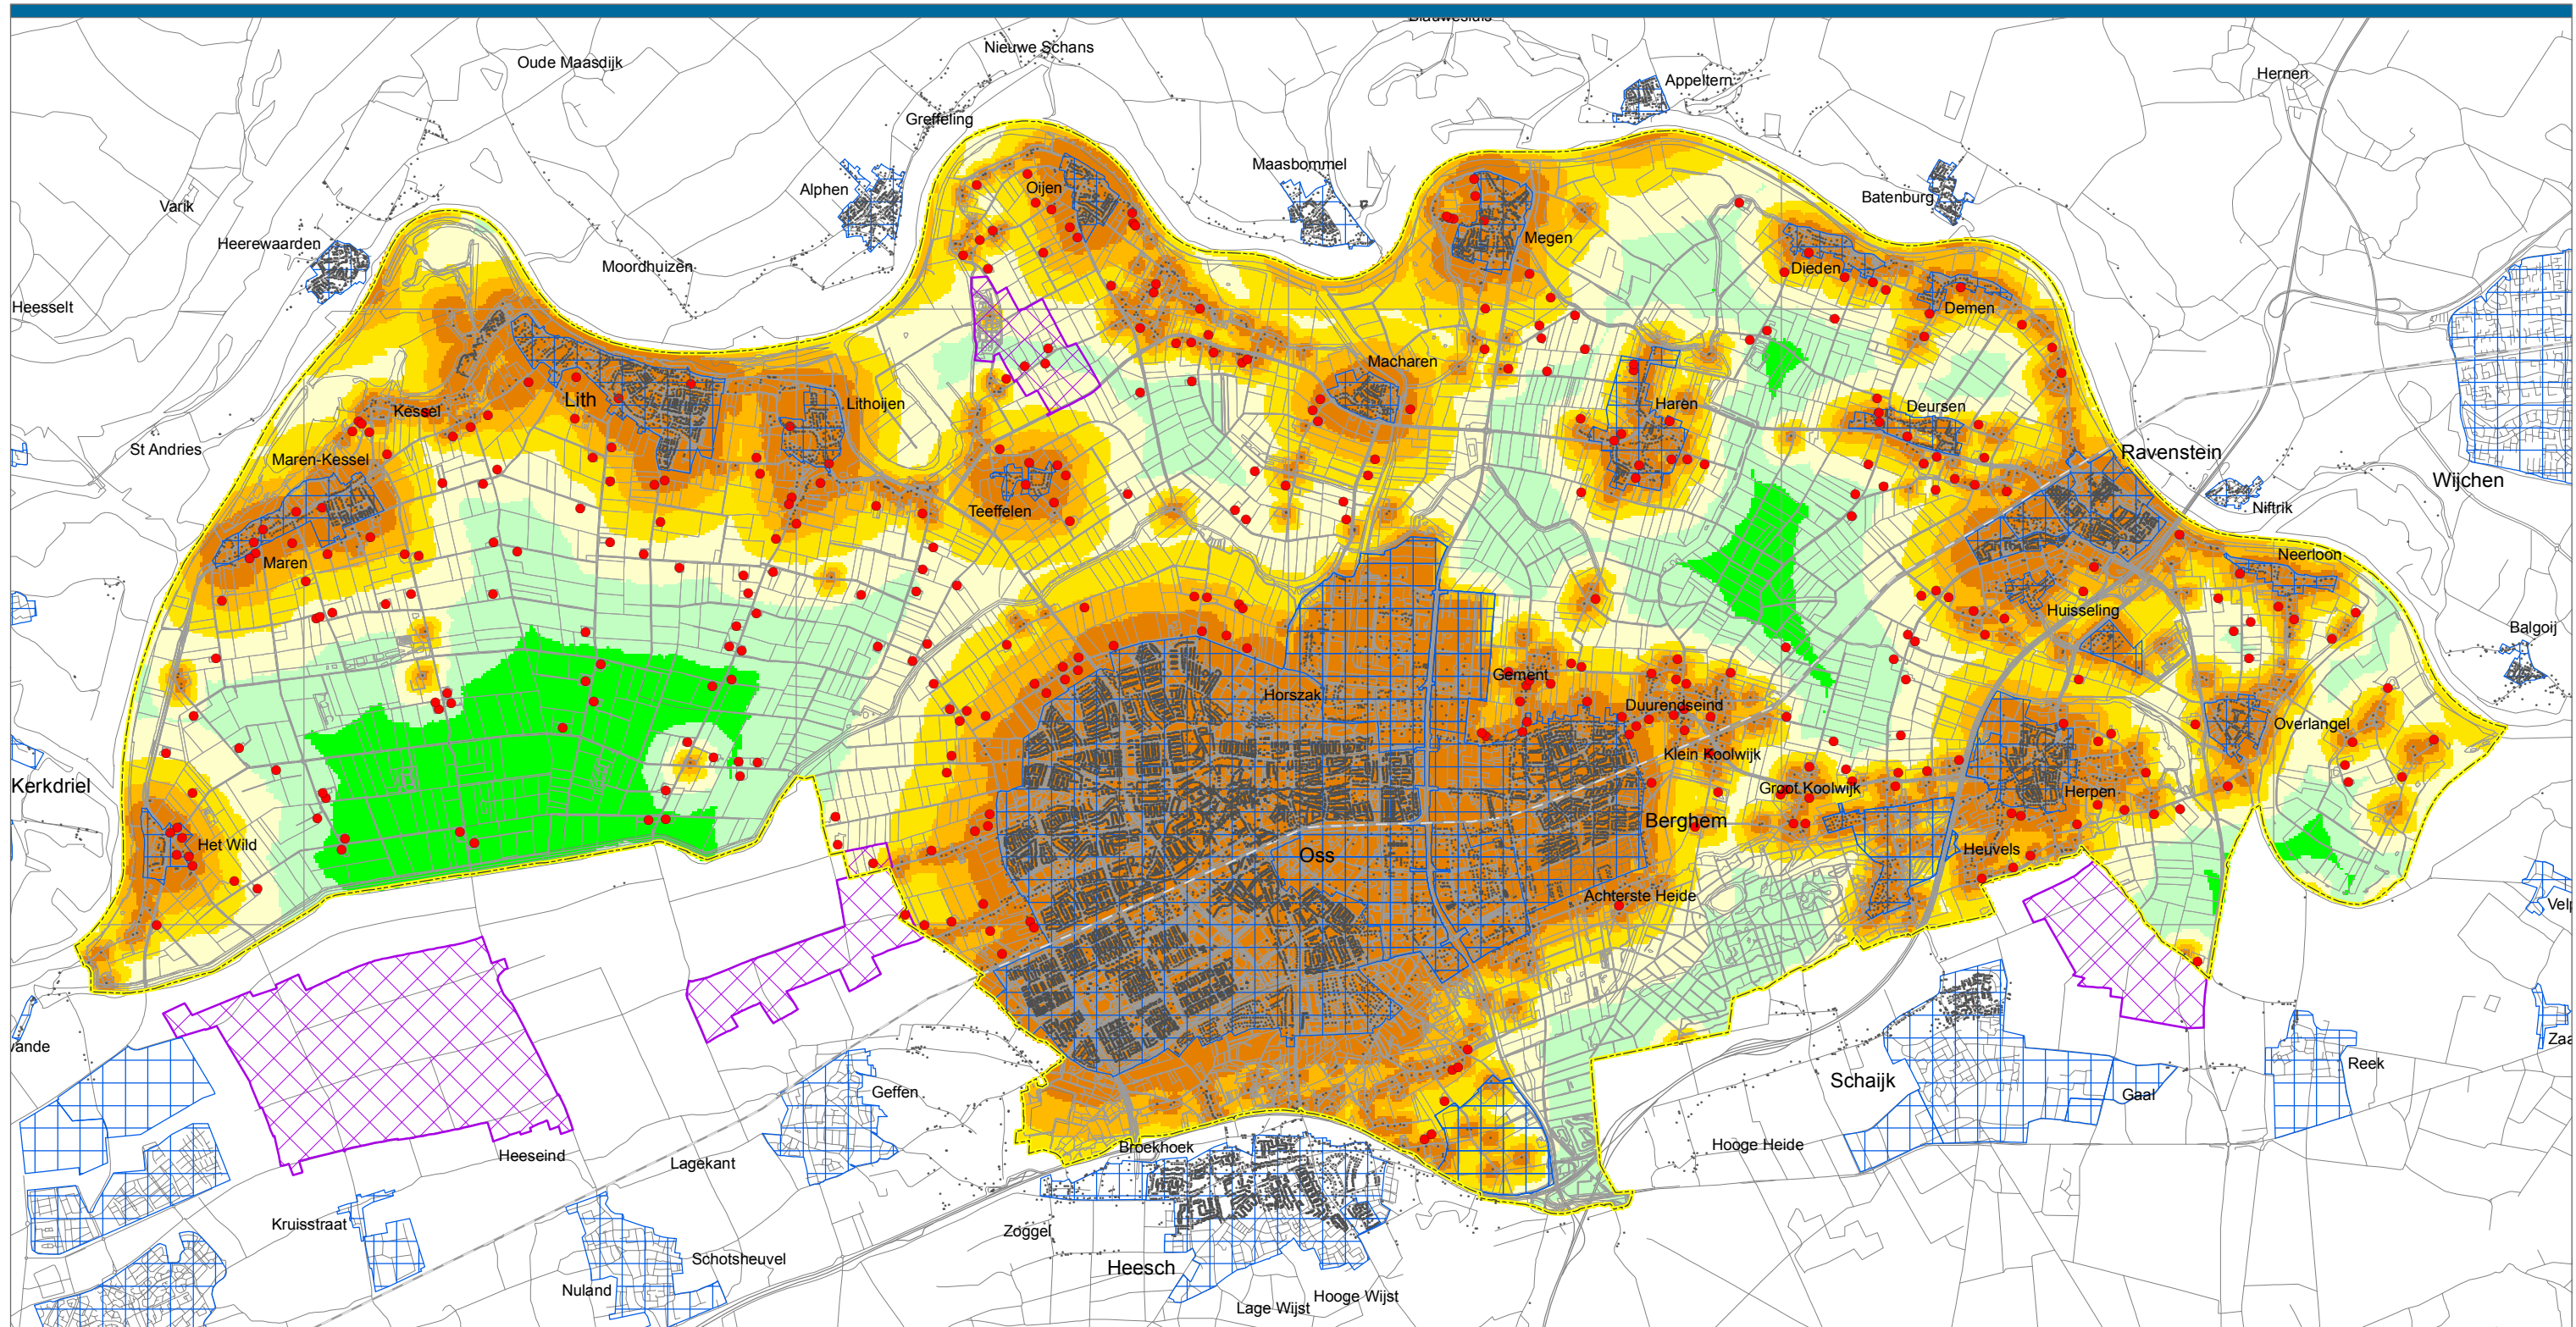 Nieuwe Schans
Oude Maasdijk
Appeltern
Hernen
Greffeling
Maasbommel
Alphen
Oijen
Batenburg
Varik
Heerewaarden
Megen
Moordhuizen
Dieden
Heesselt
Demen
Macharen
Lith
Kessel
Lithoijen
Haren
Deursen
St Andries
Maren-Kessel
Ravenstein
Wijchen
Teeffelen
Niftrik
Maren
Neerloon
Huisseling
Balgoij
Gement
Horszak
Duurendseind
Overlangel
Klein Koolwijk
Kerkdriel
Groot Koolwijk
Herpen
Berghem
Het Wild
Heuvels
Oss
Achterste Heide
Schaijk
Reek
Geffen
Gaal
Broekhoek
Hooge Heide
Heeseind
Lagekant
Kruisstraat
Zoggel
Schotsheuvel
Heesch
Nuland
Hooge Wijst
Lage Wijst